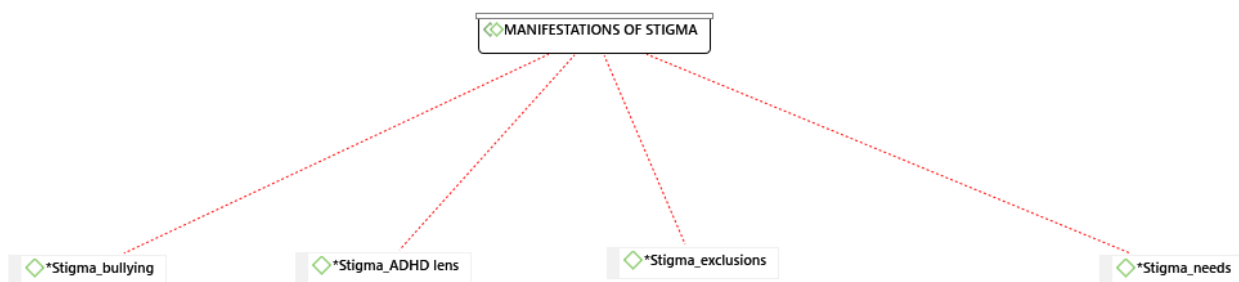 MANIFESTATIONS OF STIGMA
*Stigma_bullying
*Stigma_ADHD lens
*Stigma_exclusions
*Stigma_needs